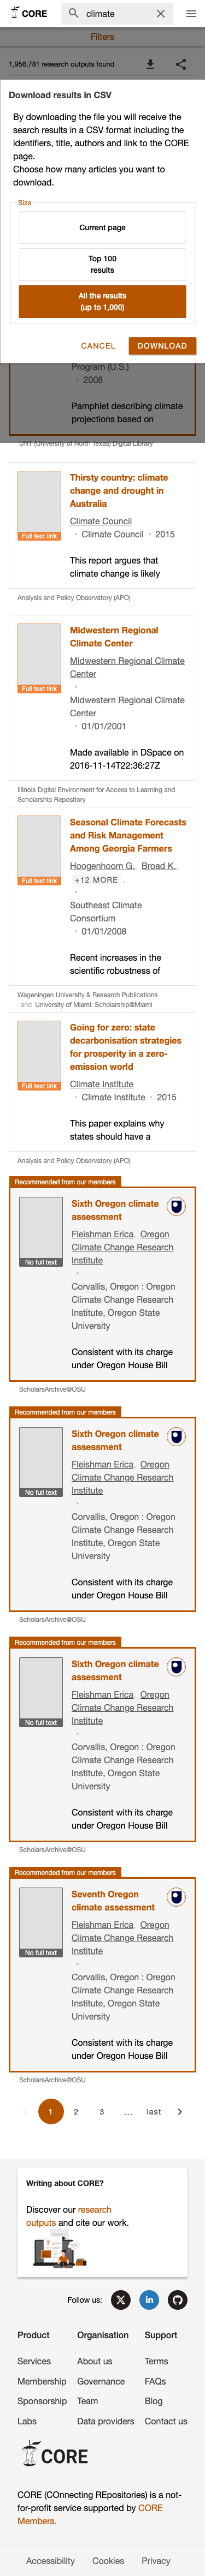 CORE
climate
Filters
1,956,781 research outputs found
Download results in CSV
By downloading the file you will receive the
search results in a CSV format including the
identifiers, title, authors and link to the CORE
page.
Choose how many articles you want to
download.
Size
Current page
Top 100
results
All the results
(up to 1,000)
CANCEL
DOWNLOAD
Program (U.S.)
· 2008
Pamphlet describing climate
projections based on
UNT (University of North Texas) Digital Library
Thirsty country: climate
change and drought in
Australia
Climate Council
· Climate Council · 2015
Full text link
This report argues that
climate change is likely
Analysis and Policy Observatory (APO)
Midwestern Regional
Climate Center
Midwestern Regional Climate
Center
·
Full text link
Midwestern Regional Climate
Center
· 01/01/2001
Made available in DSpace on
2016-11-14T22:36:27Z
Illinois Digital Environment for Access to Learning and
Scholarship Repository
Seasonal Climate Forecasts
and Risk Management
Among Georgia Farmers
Hoogenhoom G., Broad K.,
+12 MORE .
·
Full text link
Southeast Climate
Consortium
· 01/01/2008
Recent increases in the
scientific robustness of
Wageningen University & Research Publications
and University of Miami: Scholarship@Miami
Going for zero: state
decarbonisation strategies
for prosperity in a zero-
emission world
Climate Institute
Full text link
· Climate Institute · 2015
This paper explains why
states should have a
Analysis and Policy Observatory (APO)
Recommended from our members
Sixth Oregon climate
assessment
Fleishman Erica, Oregon
Climate Change Research
Institute
No full text
·
Corvallis, Oregon : Oregon
Climate Change Research
Institute, Oregon State
University
Consistent with its charge
under Oregon House Bill
ScholarsArchive@OSU
Recommended from our members
Sixth Oregon climate
assessment
Fleishman Erica, Oregon
Climate Change Research
Institute
No full text
·
Corvallis, Oregon : Oregon
Climate Change Research
Institute, Oregon State
University
Consistent with its charge
under Oregon House Bill
ScholarsArchive@OSU
Recommended from our members
Sixth Oregon climate
assessment
Fleishman Erica, Oregon
Climate Change Research
Institute
No full text
·
Corvallis, Oregon : Oregon
Climate Change Research
Institute, Oregon State
University
Consistent with its charge
under Oregon House Bill
ScholarsArchive@OSU
Recommended from our members
Seventh Oregon
climate assessment
Fleishman Erica, Oregon
Climate Change Research
Institute
No full text
·
Corvallis, Oregon : Oregon
Climate Change Research
Institute, Oregon State
University
Consistent with its charge
under Oregon House Bill
ScholarsArchive@OSU
1 2 3 ... last
Writing about CORE?
Discover our research
outputs and cite our work.
Follow us:
Product Organisation Support
Services About us Terms
Membership Governance FAQs
Sponsorship Team Blog
Labs Data providers Contact us
CORE
CORE (COnnecting REpositories) is a not-
for-profit service supported by CORE
Members.
Accessibility Cookies Privacy